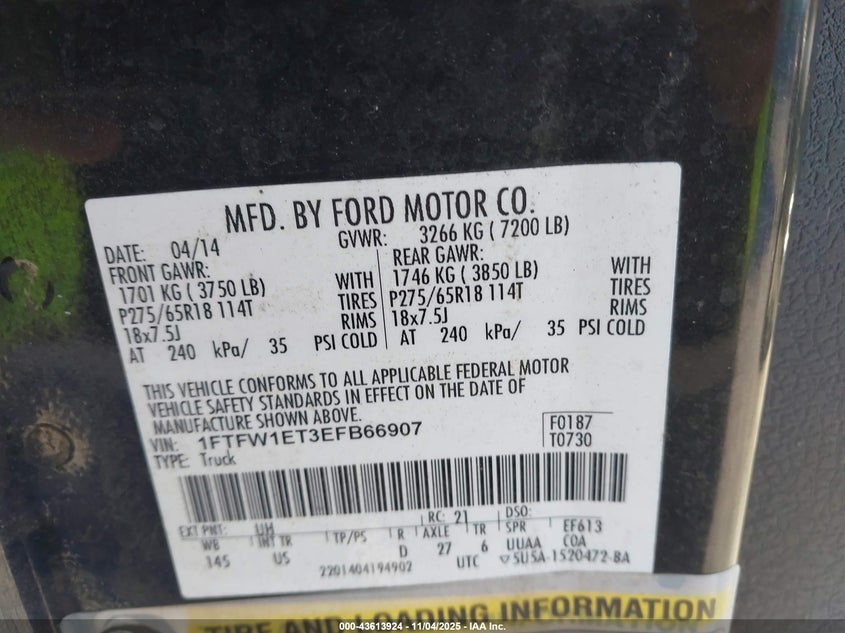 MFD. BY FORD MOTOR CO.
DATE: 04/14 GVWR: 3266 KG ( 7200 LB)
FRONT GAWR: REAR GAWR:
1701 KG ( 3750 LB) WITH 1746 KG ( 3850 LB) WITH
P275/65R18 114T TIRES P275/65R18 114T TIRES
18x7.5J RIMS 18x7.5J RIMS
AT 240 kPa/ 35 PSI COLD AT 240 kPa/ 35 PSI COLD
THIS VEHICLE CONFORMS TO ALL APPLICABLE FEDERAL MOTOR
VEHICLE SAFETY STANDARDS IN EFFECT ON THE DATE OF
MANUFACTURE SHOWN ABOVE.
VIN: 1FTFW1ET3EFB66907 F0187
TYPE: Truck T0730
EXT PNT: UH RC: 21 DSO: EF613
WB INT TR TP/PS R AXLE TR SPR COA
145 US D 27 6 UUAA
2201404194902 UTC ▽SU5A-1520472-BA
TIRE AND LOADING INFORMATION
000-43613924 - 11/04/2025 - IAA Inc.